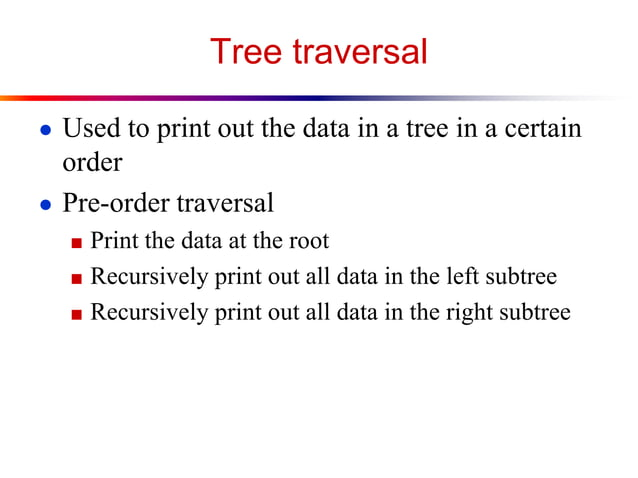 Tree traversal
● Used to print out the data in a tree in a certain
order
● Pre-order traversal
■ Print the data at the root
■ Recursively print out all data in the left subtree
■ Recursively print out all data in the right subtree